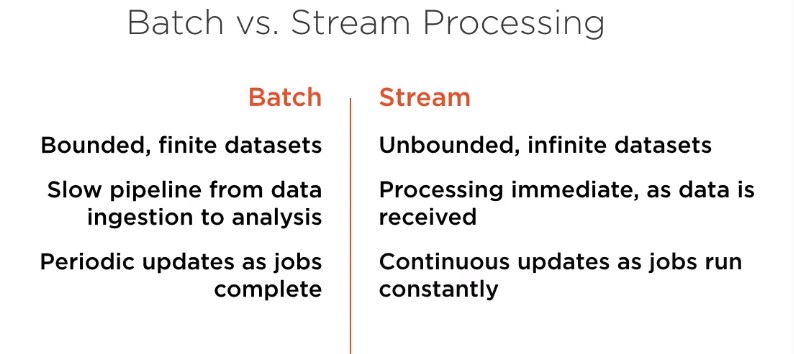 Batch vs. Stream Processing
Batch
Bounded, finite datasets
Slow pipeline from data
ingestion to analysis
Periodic updates as jobs
complete
Stream
Unbounded, infinite datasets
Processing immediate, as data is
received
Continuous updates as jobs run
constantly